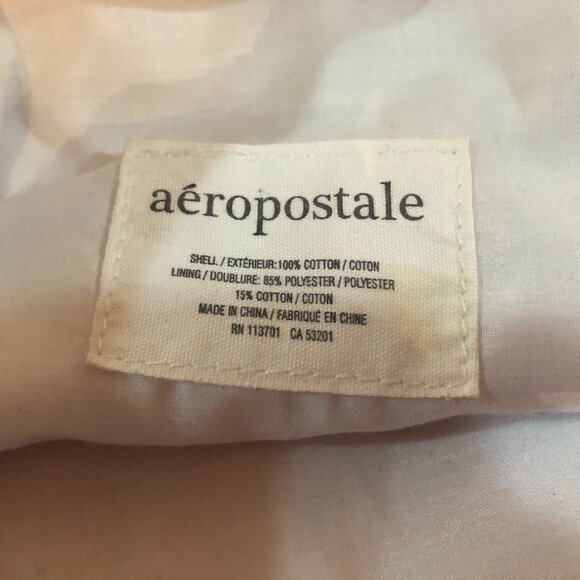 aéropostale
SHELL / EXTÉRIEUR:100% COTTON / COTON
LINING / DOUBLURE: 85% POLYESTER / POLYESTER
15% COTTON / COTON
MADE IN CHINA / FABRIQUÉ EN CHINE
RN 113701 CA 53201